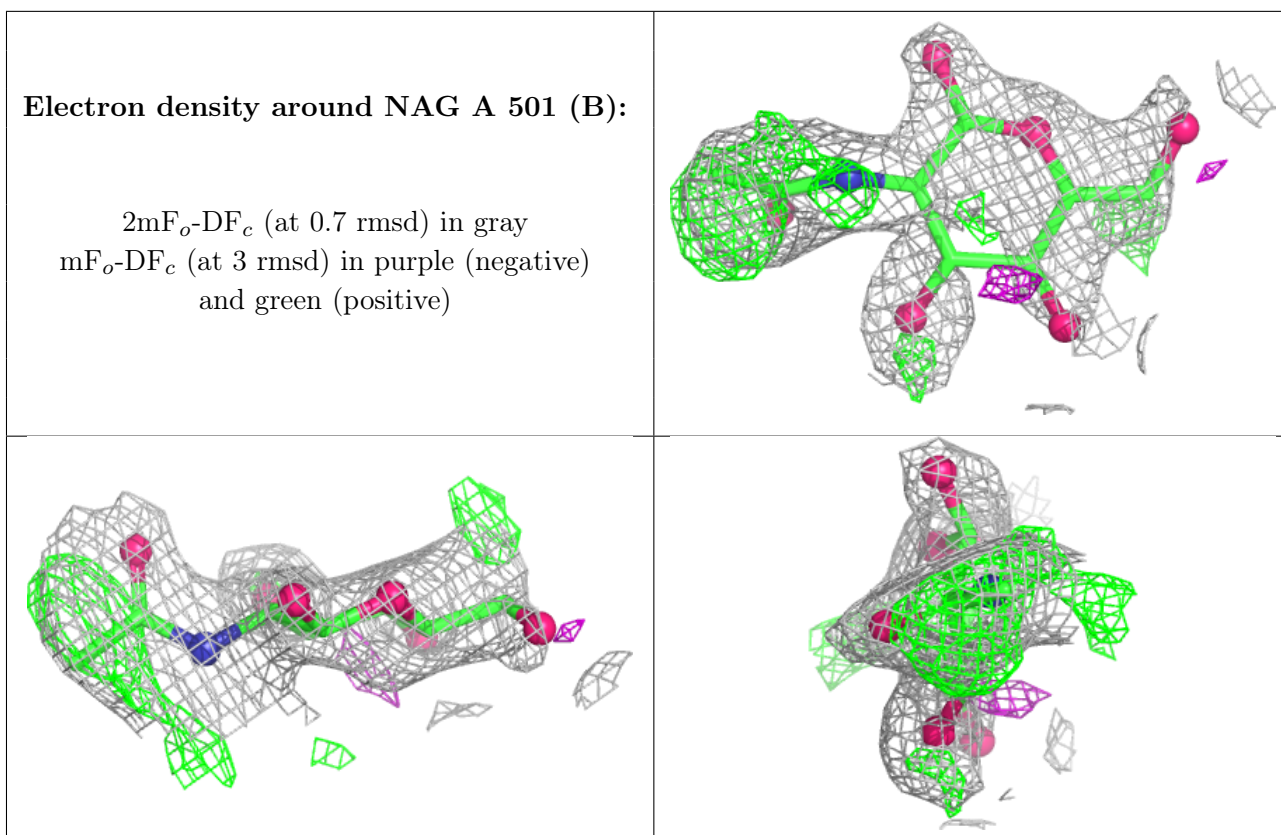 Electron density around NAG A 501 (B):
2mFo-DFc (at 0.7 rmsd) in gray
mFo-DFc (at 3 rmsd) in purple (negative)
and green (positive)